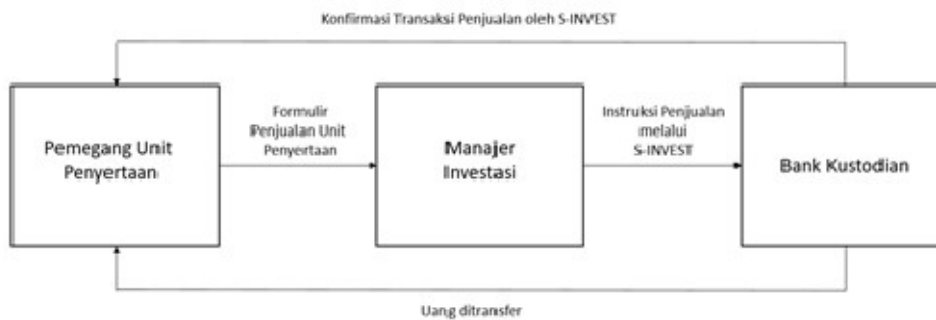 Konfirmasi Transaksi Penjualan oleh S-INVEST
Pemegang Unit
Penyertaan
Formulir
Penjualan Unit
Penyertaan
Manajer
Investasi
Instruksi Penjualan
melalui
S-INVEST
Bank Kustodian
Uang ditransfer